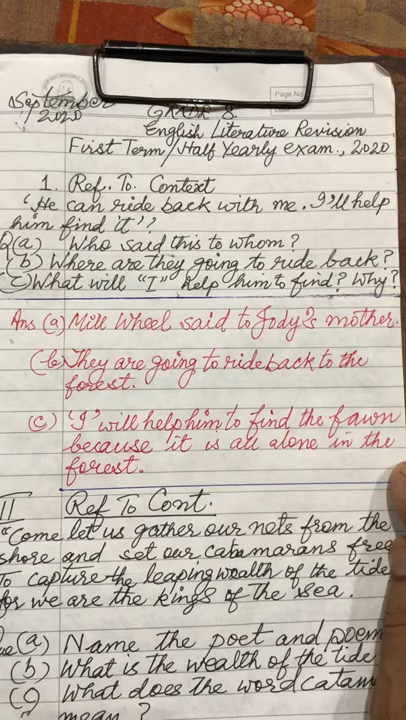 Page No
September 2020
GRADE 8.
English Literature Revision
First Term/Half Yearly exam., 2020
1. Ref. To. Context
'He can ride back with me. I'll help
him find it'?
Q(a) Who said this to whom?
(b) Where are they going to ride back?
(c) What will "I" help him to find? Why?
Ans (a) Mill Wheel said to Jody's mother.
(b) They are going to ride back to the
forest.
(c) 'I' will help him to find the fawn
because it is all alone in the
forest.
II Ref To Cont.
"Come let us gather our nets from the
shore and set our catamarans free
To capture the leaping wealth of the tide
for we are the kings of the sea.
Que (a) Name the poet and poem
(b) What is the wealth of the tide
(c) What does the word catam
mean?